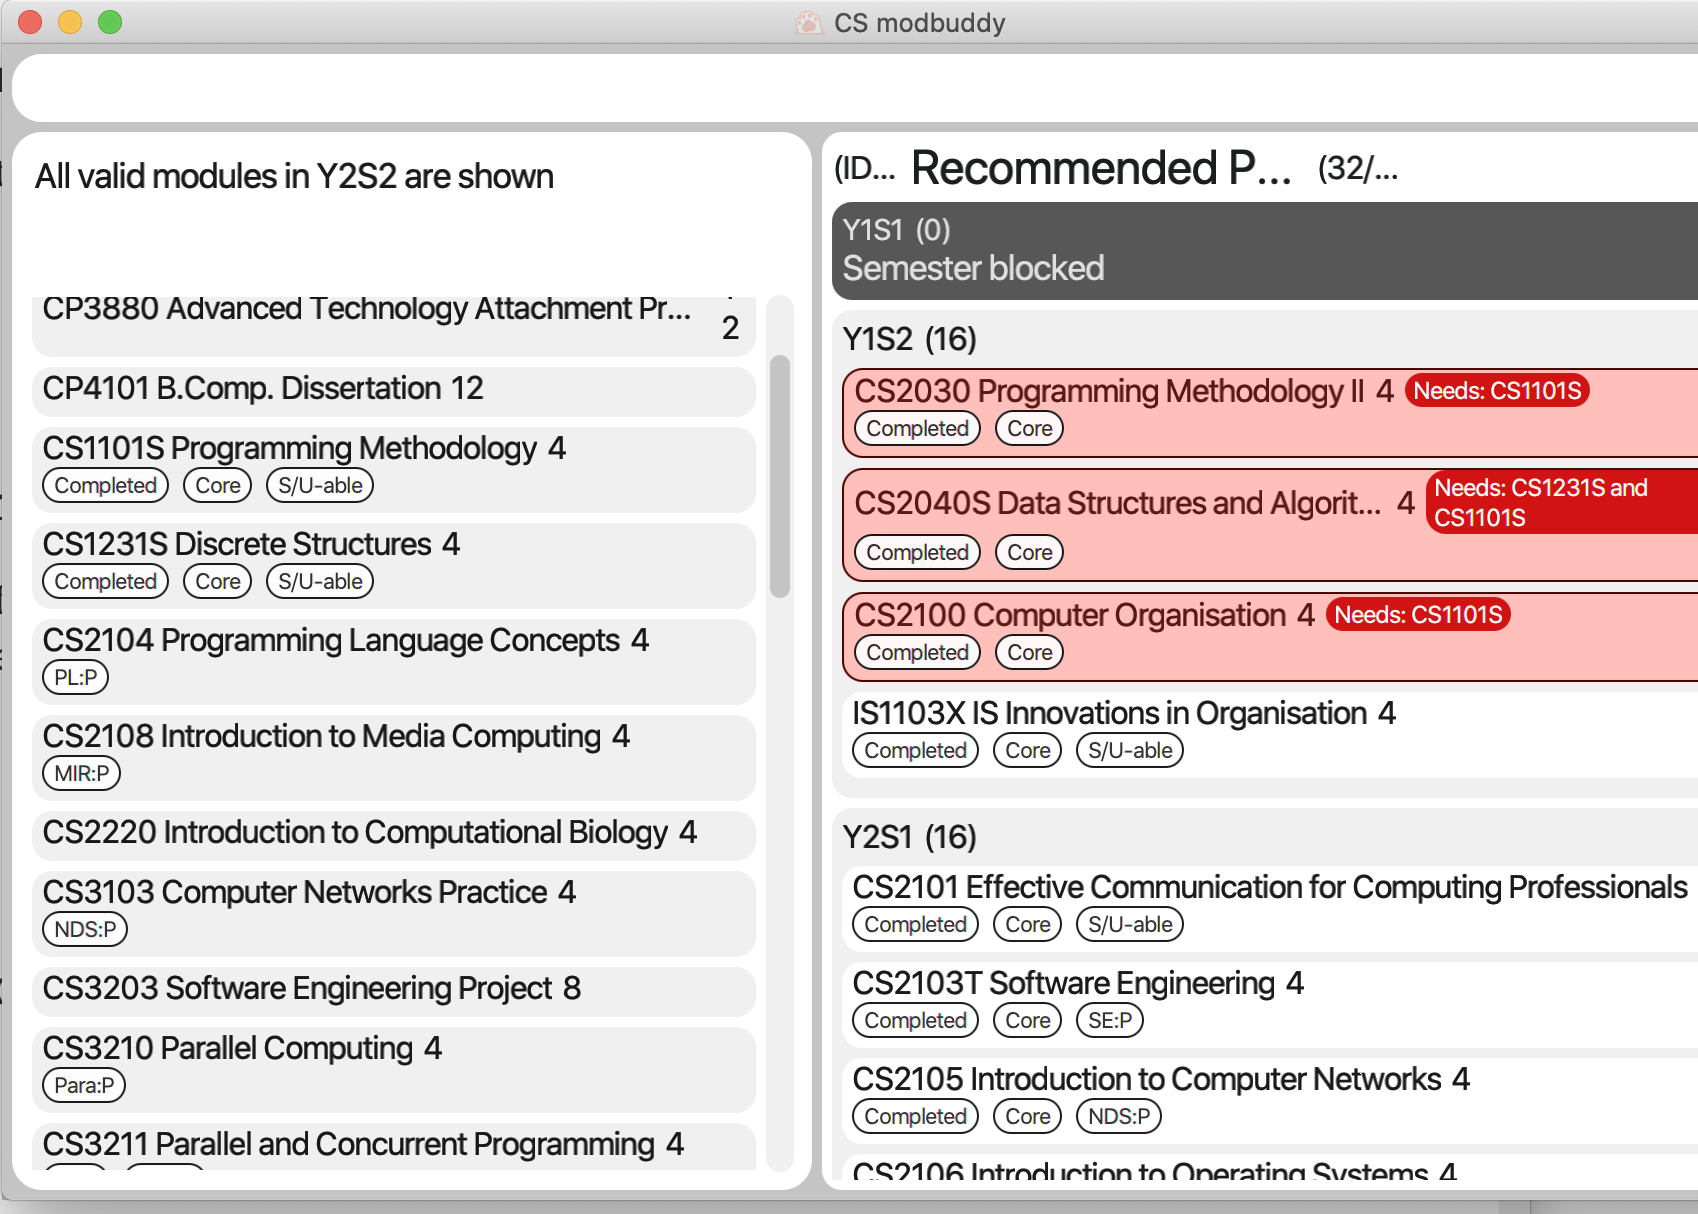 CS modbuddy
All valid modules in Y2S2 are shown
CP3880 Advanced Technology Attachment Pr...
2
CP4101 B.Comp. Dissertation 12
CS1101S Programming Methodology 4
Completed Core S/U-able
CS1231S Discrete Structures 4
Completed Core S/U-able
CS2104 Programming Language Concepts 4
PL:P
CS2108 Introduction to Media Computing 4
MIR:P
CS2220 Introduction to Computational Biology 4
CS3103 Computer Networks Practice 4
NDS:P
CS3203 Software Engineering Project 8
CS3210 Parallel Computing 4
Para:P
CS3211 Parallel and Concurrent Programming 4
(ID... Recommended P... (32/...
Y1S1 (0)
Semester blocked
Y1S2 (16)
CS2030 Programming Methodology II 4 Needs: CS1101S
Completed Core
CS2040S Data Structures and Algorit... 4 Needs: CS1231S and
CS1101S
Completed Core
CS2100 Computer Organisation 4 Needs: CS1101S
Completed Core
IS1103X IS Innovations in Organisation 4
Completed Core S/U-able
Y2S1 (16)
CS2101 Effective Communication for Computing Professionals
Completed Core S/U-able
CS2103T Software Engineering 4
Completed Core SE:P
CS2105 Introduction to Computer Networks 4
Completed Core NDS:P
CS2106 Introduction to Operating Systems 4